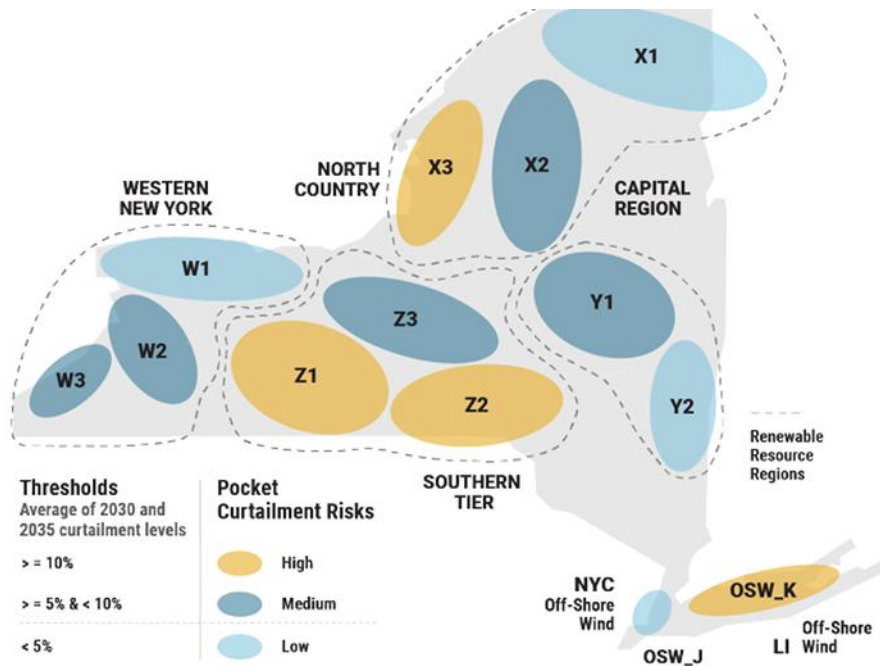 X1
X3
X2
NORTH
COUNTRY
CAPITAL
REGION
WESTERN
NEW YORK
W1
W2
W3
Z3
Z1
Z2
Y1
Y2
SOUTHERN
TIER
Renewable
Resource
Regions
Thresholds
Average of 2030 and
2035 curtailment levels
Pocket
Curtailment Risks
> = 10%
High
> = 5% & < 10%
Medium
< 5%
Low
NYC
Off-Shore
Wind
OSW_J
OSW_K
LI Off-Shore
Wind